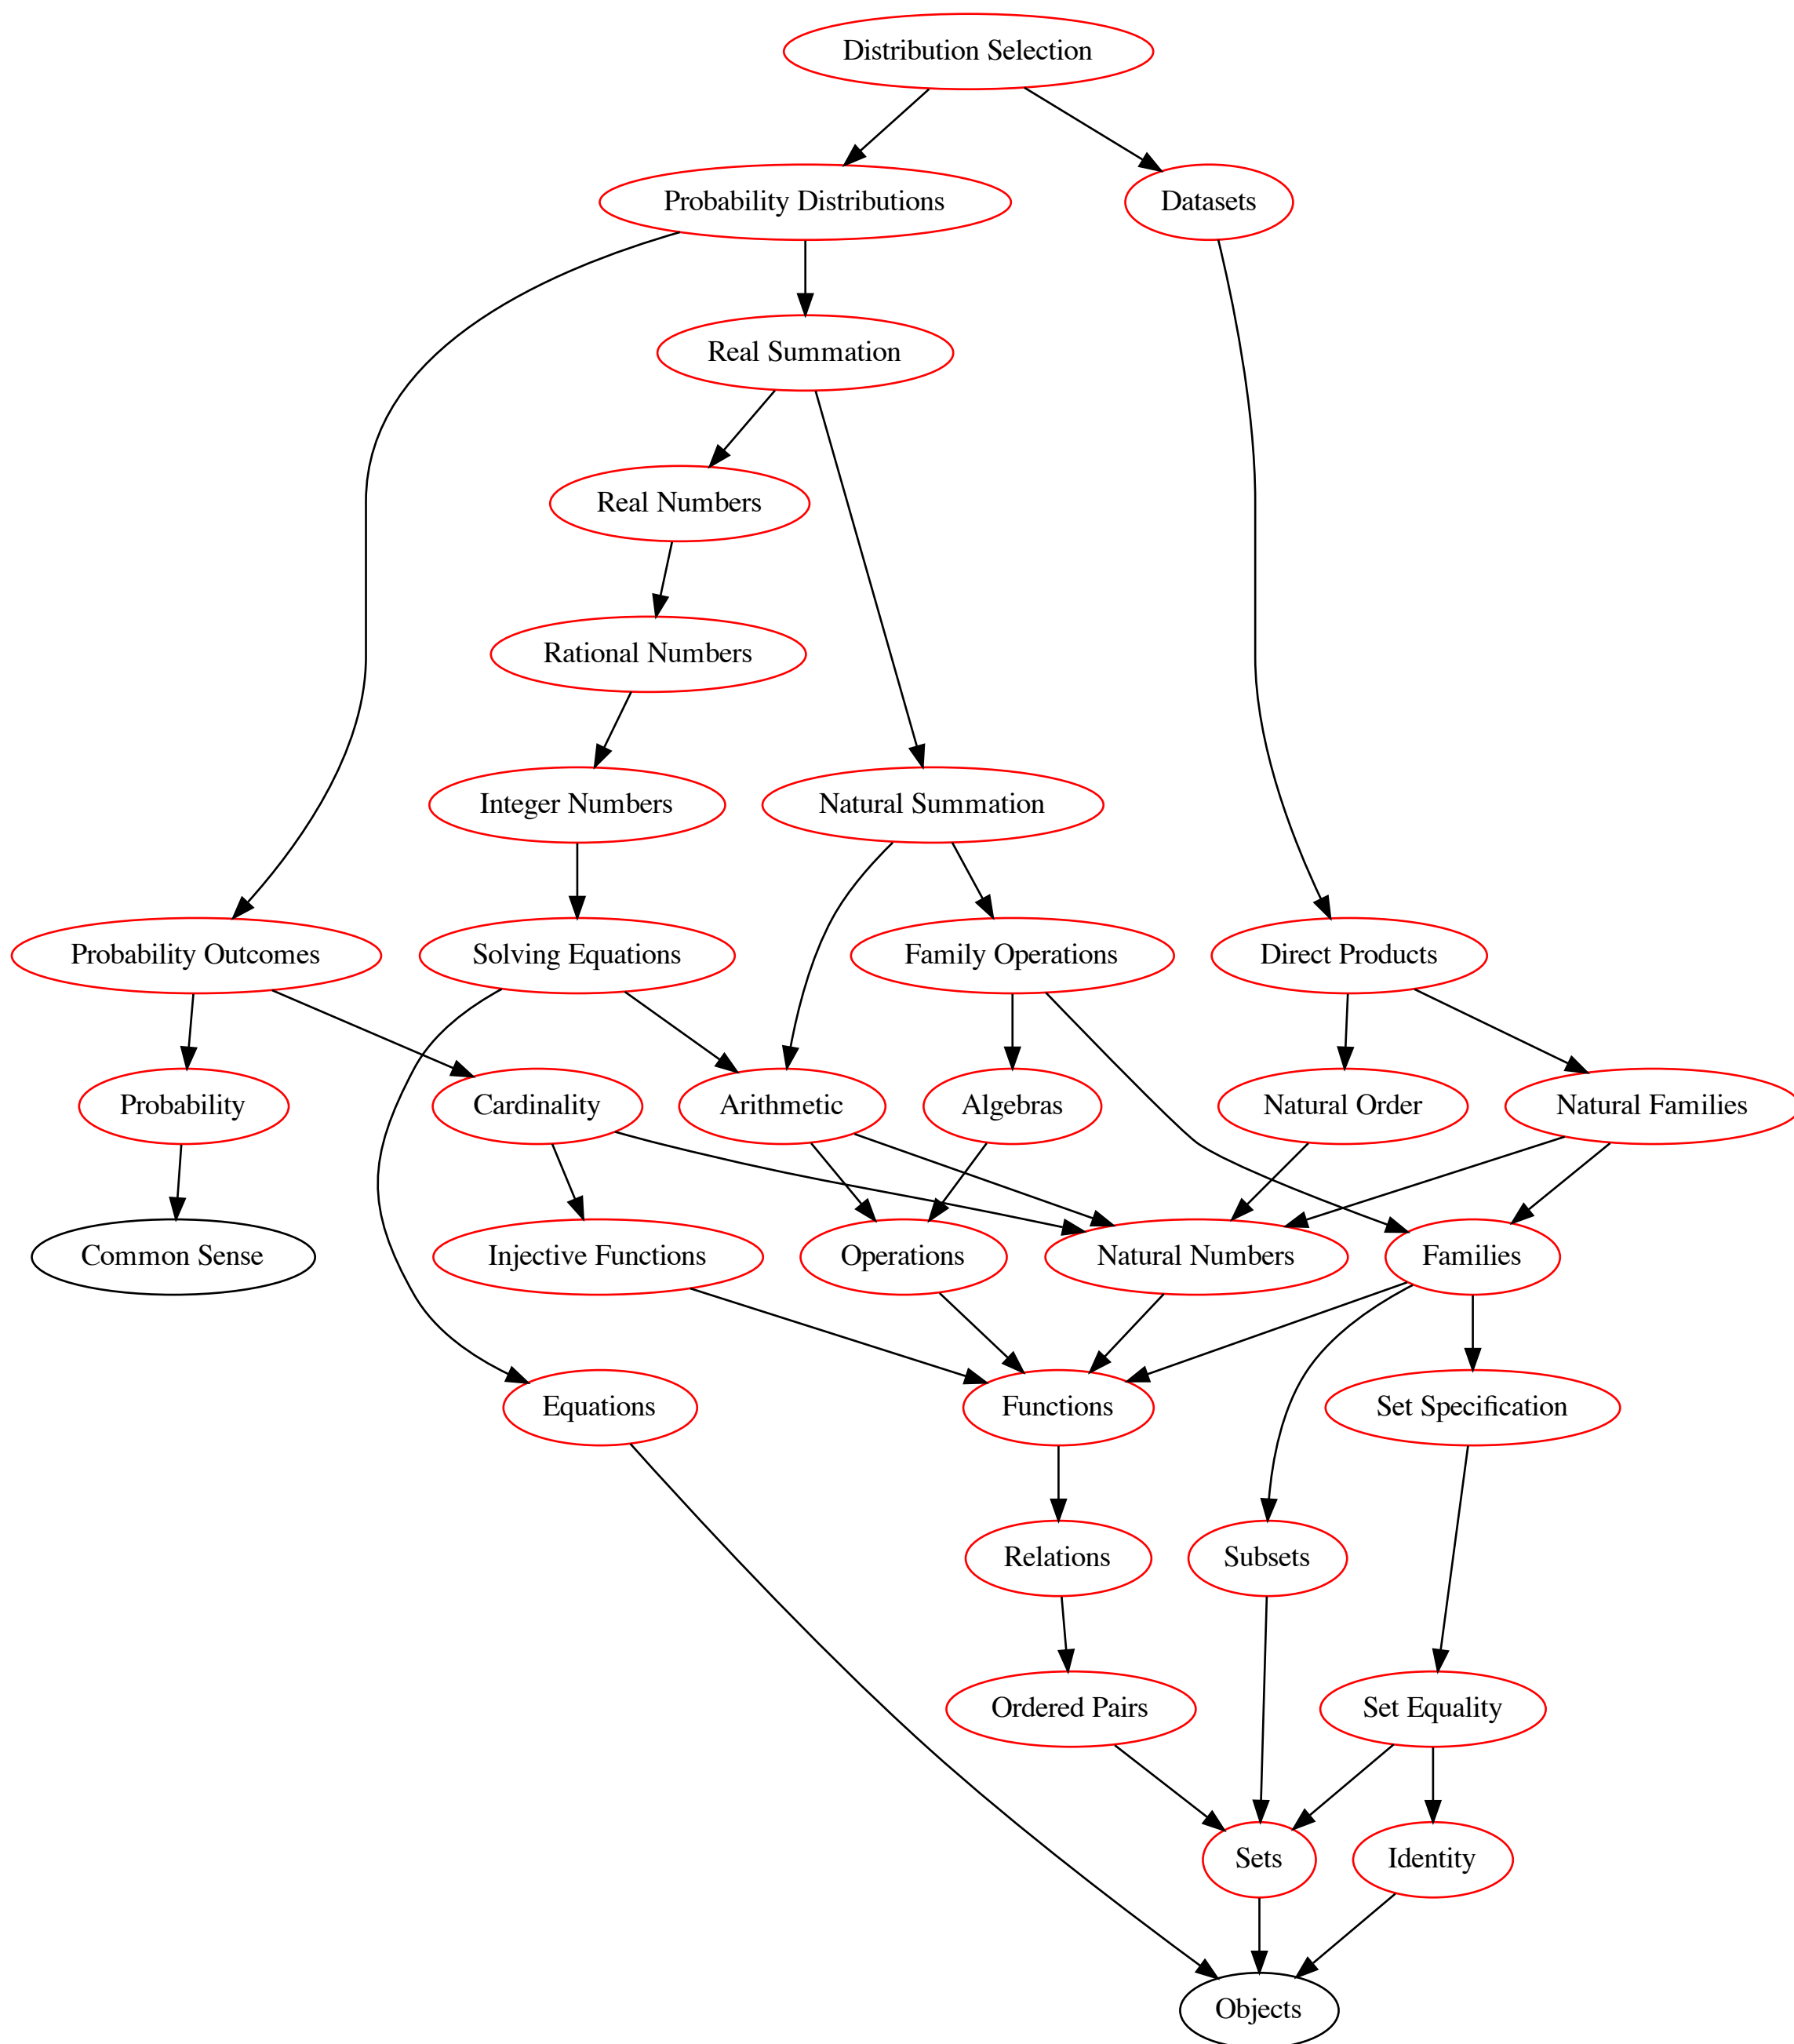 Distribution Selection
Probability Distributions
Datasets
Real Summation
Real Numbers
Rational Numbers
Integer Numbers
Natural Summation
Probability Outcomes
Solving Equations
Family Operations
Direct Products
Probability
Cardinality
Arithmetic
Algebras
Natural Order
Natural Families
Common Sense
Injective Functions
Operations
Natural Numbers
Families
Equations
Functions
Set Specification
Relations
Subsets
Ordered Pairs
Set Equality
Sets
Identity
Objects